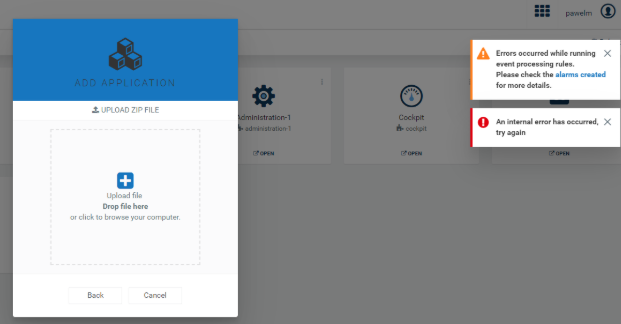 pawelm
ADD APPLICATION
UPLOAD ZIP FILE
Upload file
Drop file here
or click to browse your computer.
Back
Cancel
Administration-1
administration-1
OPEN
Cockpit
cockpit
OPEN
OPEN
Errors occurred while running
event processing rules.
Please check the alarms created
for more details.
An internal error has occurred,
try again